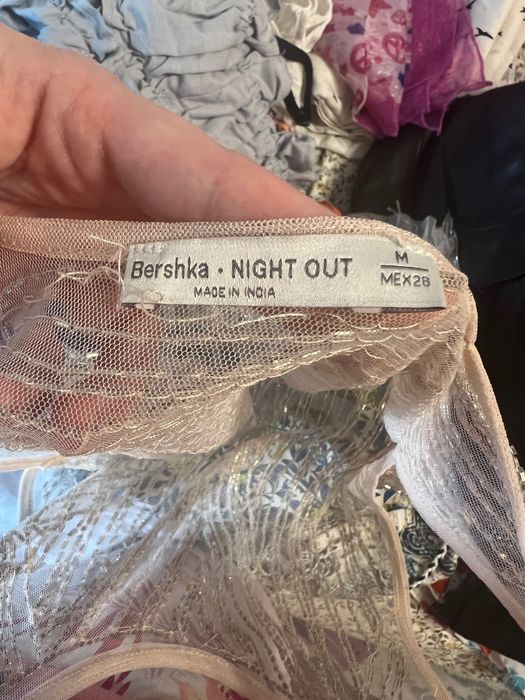 Bershka • NIGHT OUT
MADE IN INDIA
M
MEX28